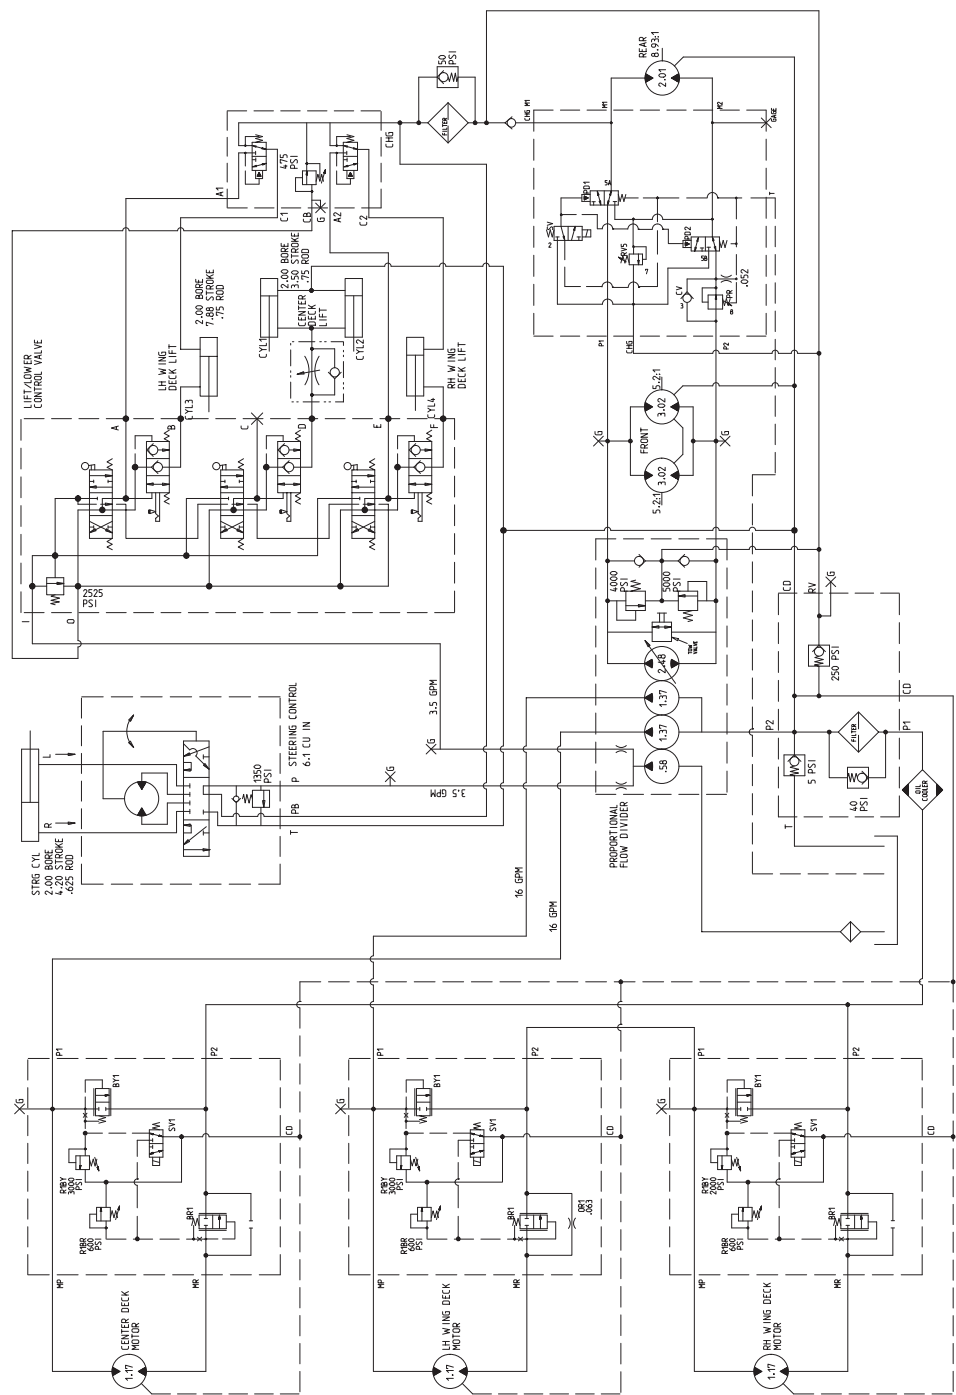 50
PSI
REAR
8.93:1
2.01
FILTER
CHG
CHG M1
M1
M2
GAGE
A1
475
PSI
C1
CB
G
A2
C2
PD1
5A
T
2
PD2
5B
7
CV
3
PR
8
.052
P1
CHG
P2
2.00 BORE
7.88 STROKE
.75 ROD
2.00 BORE
3.50 STROKE
.75 ROD
LIFT/LOWER
CONTROL VALVE
LH WING
DECK LIFT
CYL3
CYL1
CENTER
DECK
LIFT
CYL2
RH WING
DECK LIFT
CYL4
A
B
C
D
E
F
5.2:1
3.02
G
FRONT
G
3.02
5.2:1
2525
PSI
I
O
4000
PSI
5000
PSI
TOW
VALVE
2.48
1.37
1.37
.58
PROPORTIONAL
FLOW DIVIDER
CD
RV
G
250 PSI
CD
P2
FILTER
P1
5 PSI
40
PSI
OIL
COOLER
T
3.5 GPM
G
STEERING CONTROL
6.1 CU IN
L
R
1350
PSI
P
G
3.5 GPM
PB
T
STRG CYL
2.00 BORE
4.20 STROKE
.625 ROD
16 GPM
16 GPM
G
P1
P2
BY1
SV1
CD
R1BY
3000
PSI
R1BR
600
PSI
BR1
MP
MR
CENTER DECK
MOTOR
1.17
G
P1
P2
BY1
SV1
CD
R1BY
3000
PSI
R1BR
600
PSI
BR1
OR1
.063
MP
MR
LH WING DECK
MOTOR
1.17
G
P1
P2
BY1
SV1
CD
R1BY
2000
PSI
R1BR
600
PSI
BR1
MP
MR
RH WING DECK
MOTOR
1.17